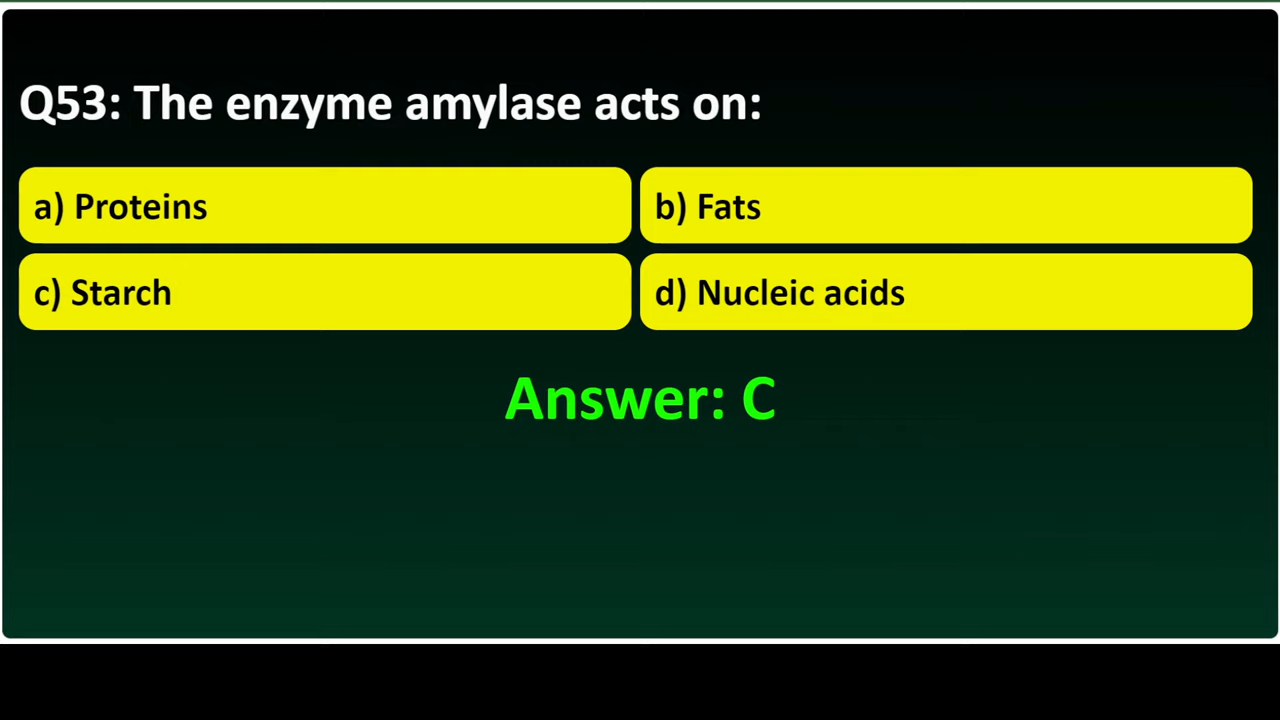 Q53: The enzyme amylase acts on:
a) Proteins
b) Fats
c) Starch
d) Nucleic acids
Answer: C